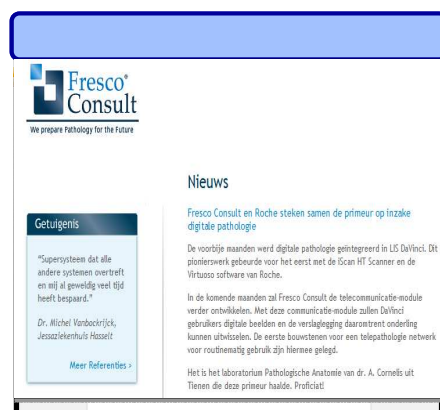 Fresco®
Consult
We prepare Pathology for the Future
Nieuws
Fresco Consult en Roche steken samen de primeur op inzake
digitale pathologie
De voorbije maanden werd digitale pathologie geïntegreerd in LIS DaVinci. Dit
pionierswerk gebeurde voor het eerst met de iScan HT Scanner en de
Virtuoso software van Roche.
In de komende maanden zal Fresco Consult de telecommunicatie-module
verder ontwikkelen. Met deze communicatie-module zullen DaVinci
gebruikers digitale beelden en de verslaglegging daaromtrent onderling
kunnen uitwisselen. De eerste bouwstenen voor een telepathologie netwerk
voor routinematig gebruik zijn hiermee gelegd.
Het is het laboratorium Pathologische Anatomie van dr. A. Cornelis uit
Tienen die deze primeur haalde. Proficiat!
Getuigenis
"Supersysteem dat alle
andere systemen overtreft
en mij al geweldig veel tijd
heeft bespaard."
Dr. Michel Vanbockrijck,
Jessaziekenhuis Hasselt
Meer Referenties ›